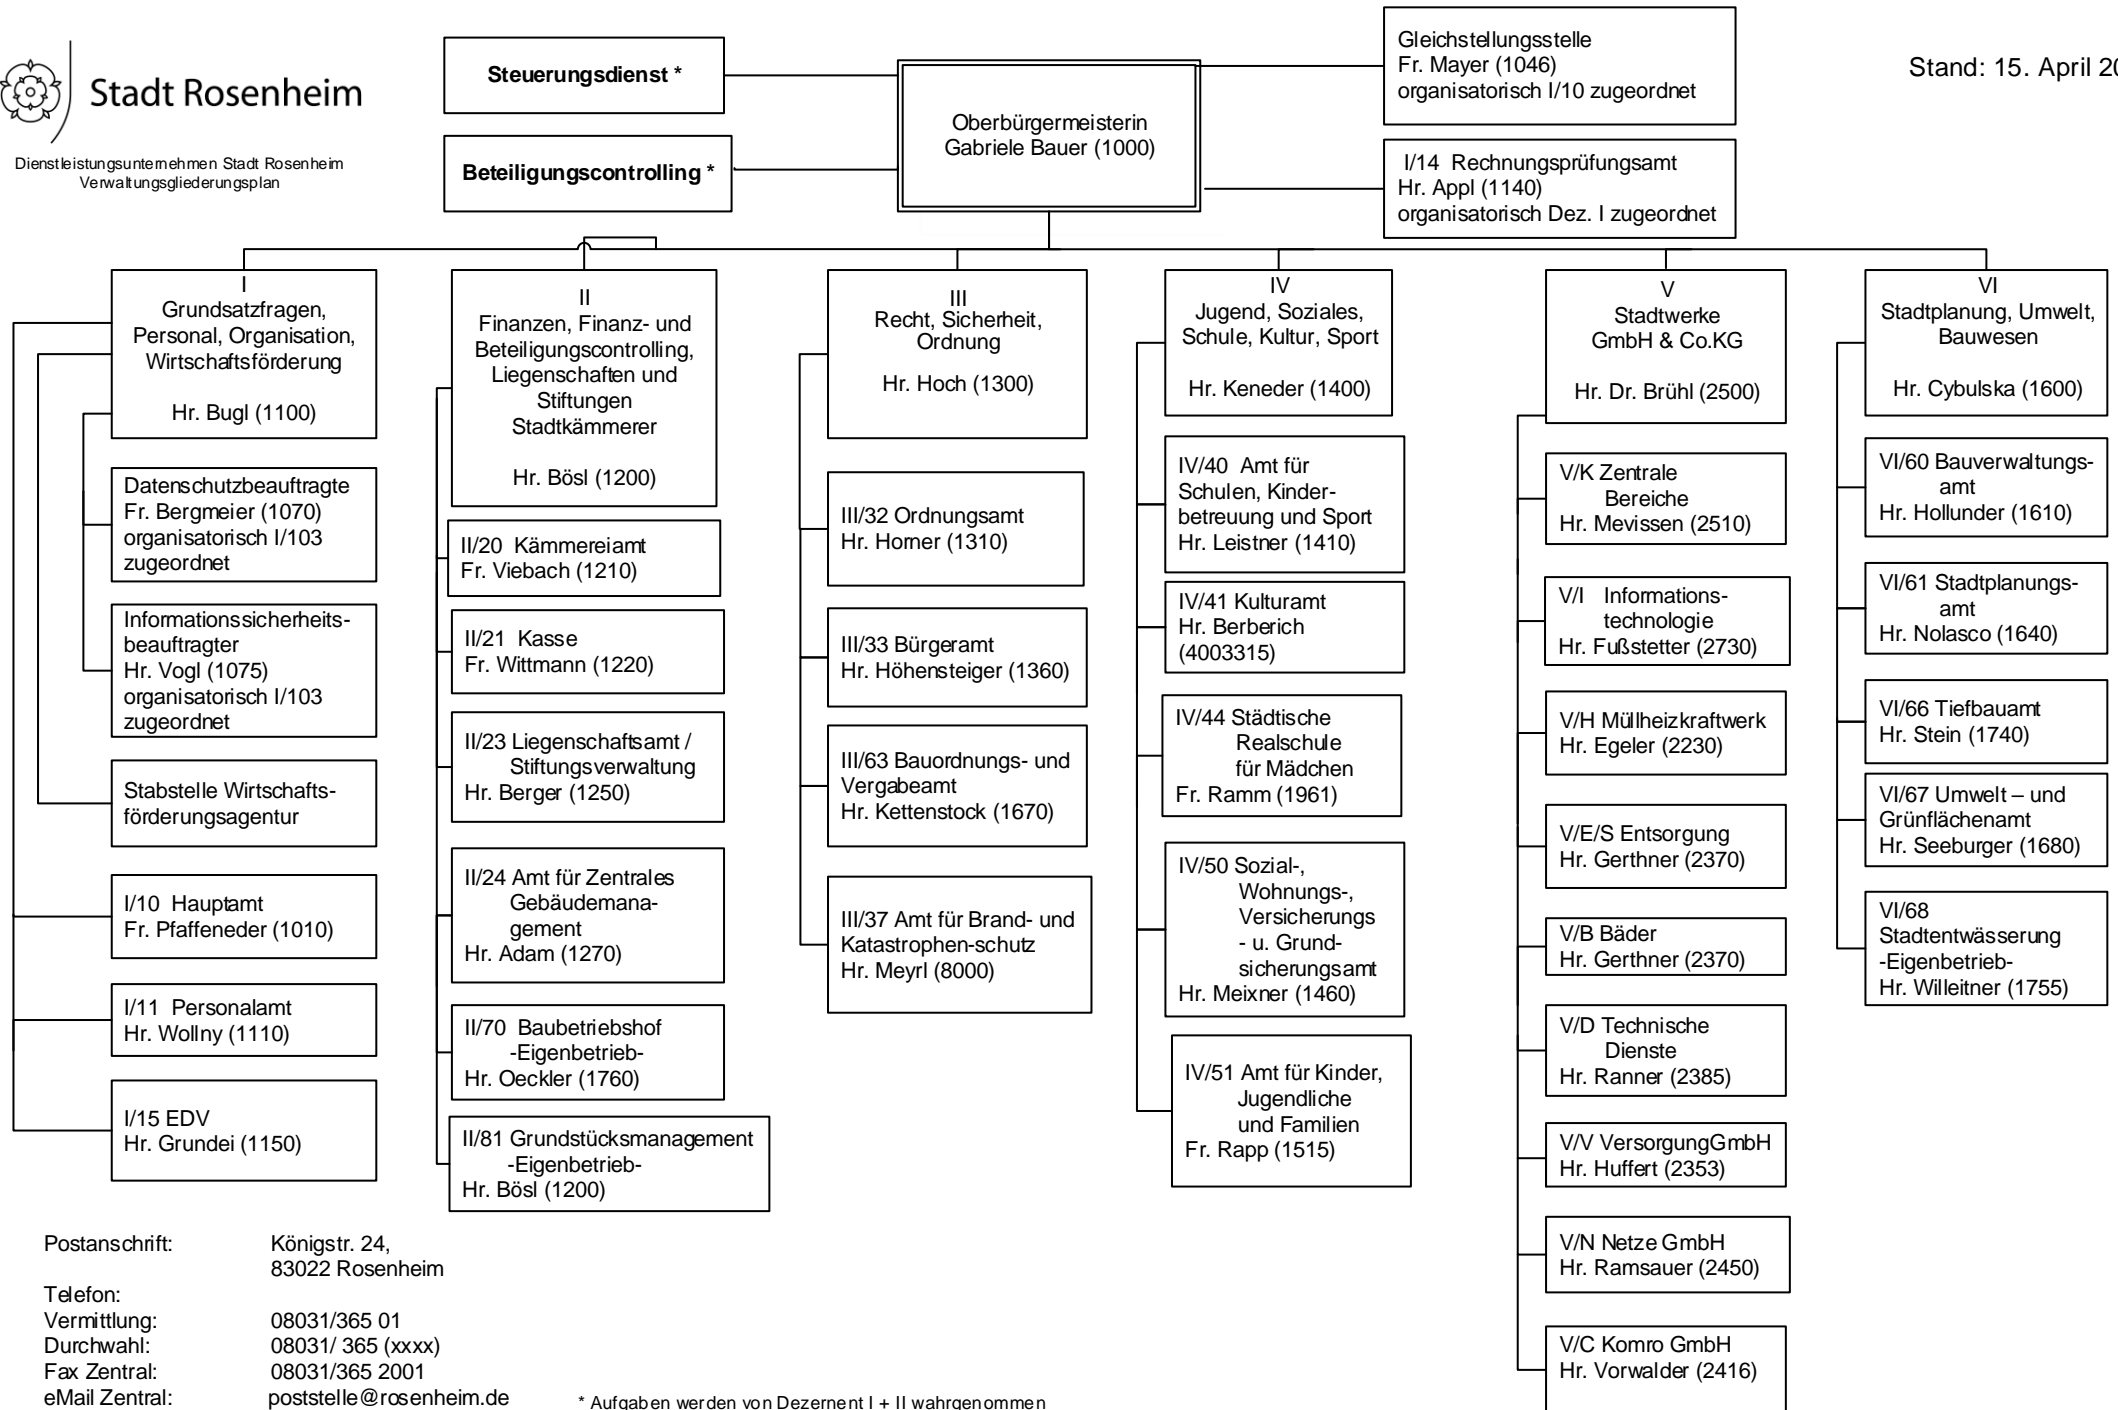 Stadt Rosenheim
Dienstleistungsunternehmen Stadt Rosenheim
Verwaltungsgliederungsplan
Steuerungsdienst *
Beteiligungscontrolling *
Oberbürgermeisterin
Gabriele Bauer (1000)
Gleichstellungsstelle
Fr. Mayer (1046)
organisatorisch I/10 zugeordnet
I/14 Rechnungsprüfungsamt
Hr. Appl (1140)
organisatorisch Dez. I zugeordnet
Stand: 15. April
I
Grundsatzfragen,
Personal, Organisation,
Wirtschaftsförderung
Hr. Bugl (1100)
Datenschutzbeauftragte
Fr. Bergmeier (1070)
organisatorisch I/103
zugeordnet
Informationssicherheits-
beauftragter
Hr. Vogl (1075)
organisatorisch I/103
zugeordnet
Stabstelle Wirtschafts-
förderungsagentur
I/10 Hauptamt
Fr. Pfaffeneder (1010)
I/11 Personalamt
Hr. Wollny (1110)
I/15 EDV
Hr. Grundei (1150)
II
Finanzen, Finanz- und
Beteiligungscontrolling,
Liegenschaften und
Stiftungen
Stadtkämmerer
Hr. Bösl (1200)
II/20 Kämmereiamt
Fr. Viebach (1210)
II/21 Kasse
Fr. Wittmann (1220)
II/23 Liegenschaftsamt /
Stiftungsverwaltung
Hr. Berger (1250)
II/24 Amt für Zentrales
Gebäudemana-
gement
Hr. Adam (1270)
II/70 Baubetriebshof
-Eigenbetrieb-
Hr. Oeckler (1760)
II/81 Grundstücksmanagement
-Eigenbetrieb-
Hr. Bösl (1200)
III
Recht, Sicherheit,
Ordnung
Hr. Hoch (1300)
III/32 Ordnungsamt
Hr. Horner (1310)
III/33 Bürgeramt
Hr. Höhensteiger (1360)
III/63 Bauordnungs- und
Vergabeamt
Hr. Kettenstock (1670)
III/37 Amt für Brand- und
Katastrophen-schutz
Hr. Meyrl (8000)
IV
Jugend, Soziales,
Schule, Kultur, Sport
Hr. Keneder (1400)
IV/40 Amt für
Schulen, Kinder-
betreuung und Sport
Hr. Leistner (1410)
IV/41 Kulturamt
Hr. Berberich
(4003315)
IV/44 Städtische
Realschule
für Mädchen
Fr. Ramm (1961)
IV/50 Sozial-,
Wohnungs-,
Versicherungs
- u. Grund-
sicherungsamt
Hr. Meixner (1460)
IV/51 Amt für Kinder,
Jugendliche
und Familien
Fr. Rapp (1515)
V
Stadtwerke
GmbH & Co.KG
Hr. Dr. Brühl (2500)
V/K Zentrale
Bereiche
Hr. Mevissen (2510)
V/I Informations-
technologie
Hr. Fußstetter (2730)
V/H Müllheizkraftwerk
Hr. Egeler (2230)
V/E/S Entsorgung
Hr. Gerthner (2370)
V/B Bäder
Hr. Gerthner (2370)
V/D Technische
Dienste
Hr. Ranner (2385)
V/V VersorgungGmbH
Hr. Huffert (2353)
V/N Netze GmbH
Hr. Ramsauer (2450)
V/C Komro GmbH
Hr. Vorwalder (2416)
VI
Stadtplanung, Umwelt,
Bauwesen
Hr. Cybulska (1600)
VI/60 Bauverwaltungs-
amt
Hr. Hollunder (1610)
VI/61 Stadtplanungs-
amt
Hr. Nolasco (1640)
VI/66 Tiefbauamt
Hr. Stein (1740)
VI/67 Umwelt – und
Grünflächenamt
Hr. Seeburger (1680)
VI/68
Stadtentwässerung
-Eigenbetrieb-
Hr. Willeitner (1755)
Postanschrift: Königstr. 24,
83022 Rosenheim
Telefon:
Vermittlung: 08031/365 01
Durchwahl: 08031/ 365 (xxxx)
Fax Zentral: 08031/365 2001
eMail Zentral: poststelle@rosenheim.de
* Aufgaben werden von Dezernent I + II wahrgenommen